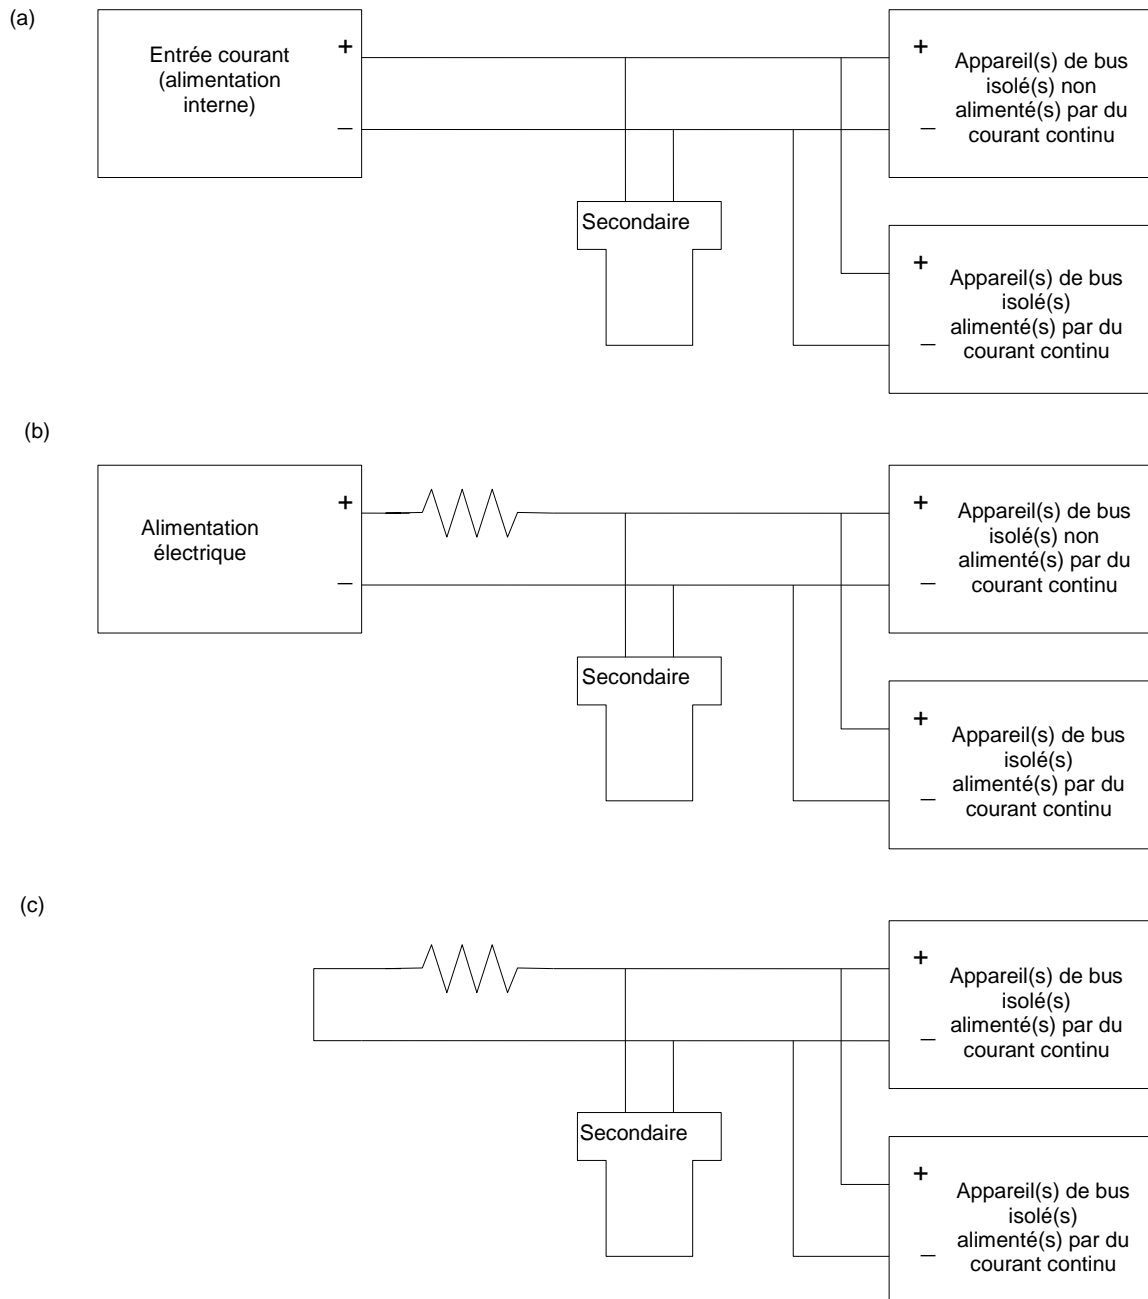 (a)
Entrée courant
(alimentation
interne)
+
–
Secondaire
+
–
Appareil(s) de bus
isolé(s) non
alimenté(s) par du
courant continu
+
–
Appareil(s) de bus
isolé(s)
alimenté(s) par du
courant continu
(b)
Alimentation
électrique
+
–
Secondaire
+
–
Appareil(s) de bus
isolé(s) non
alimenté(s) par du
courant continu
+
–
Appareil(s) de bus
isolé(s)
alimenté(s) par du
courant continu
(c)
Secondaire
+
–
Appareil(s) de bus
isolé(s)
alimenté(s) par du
courant continu
+
–
Appareil(s) de bus
isolé(s)
alimenté(s) par du
courant continu